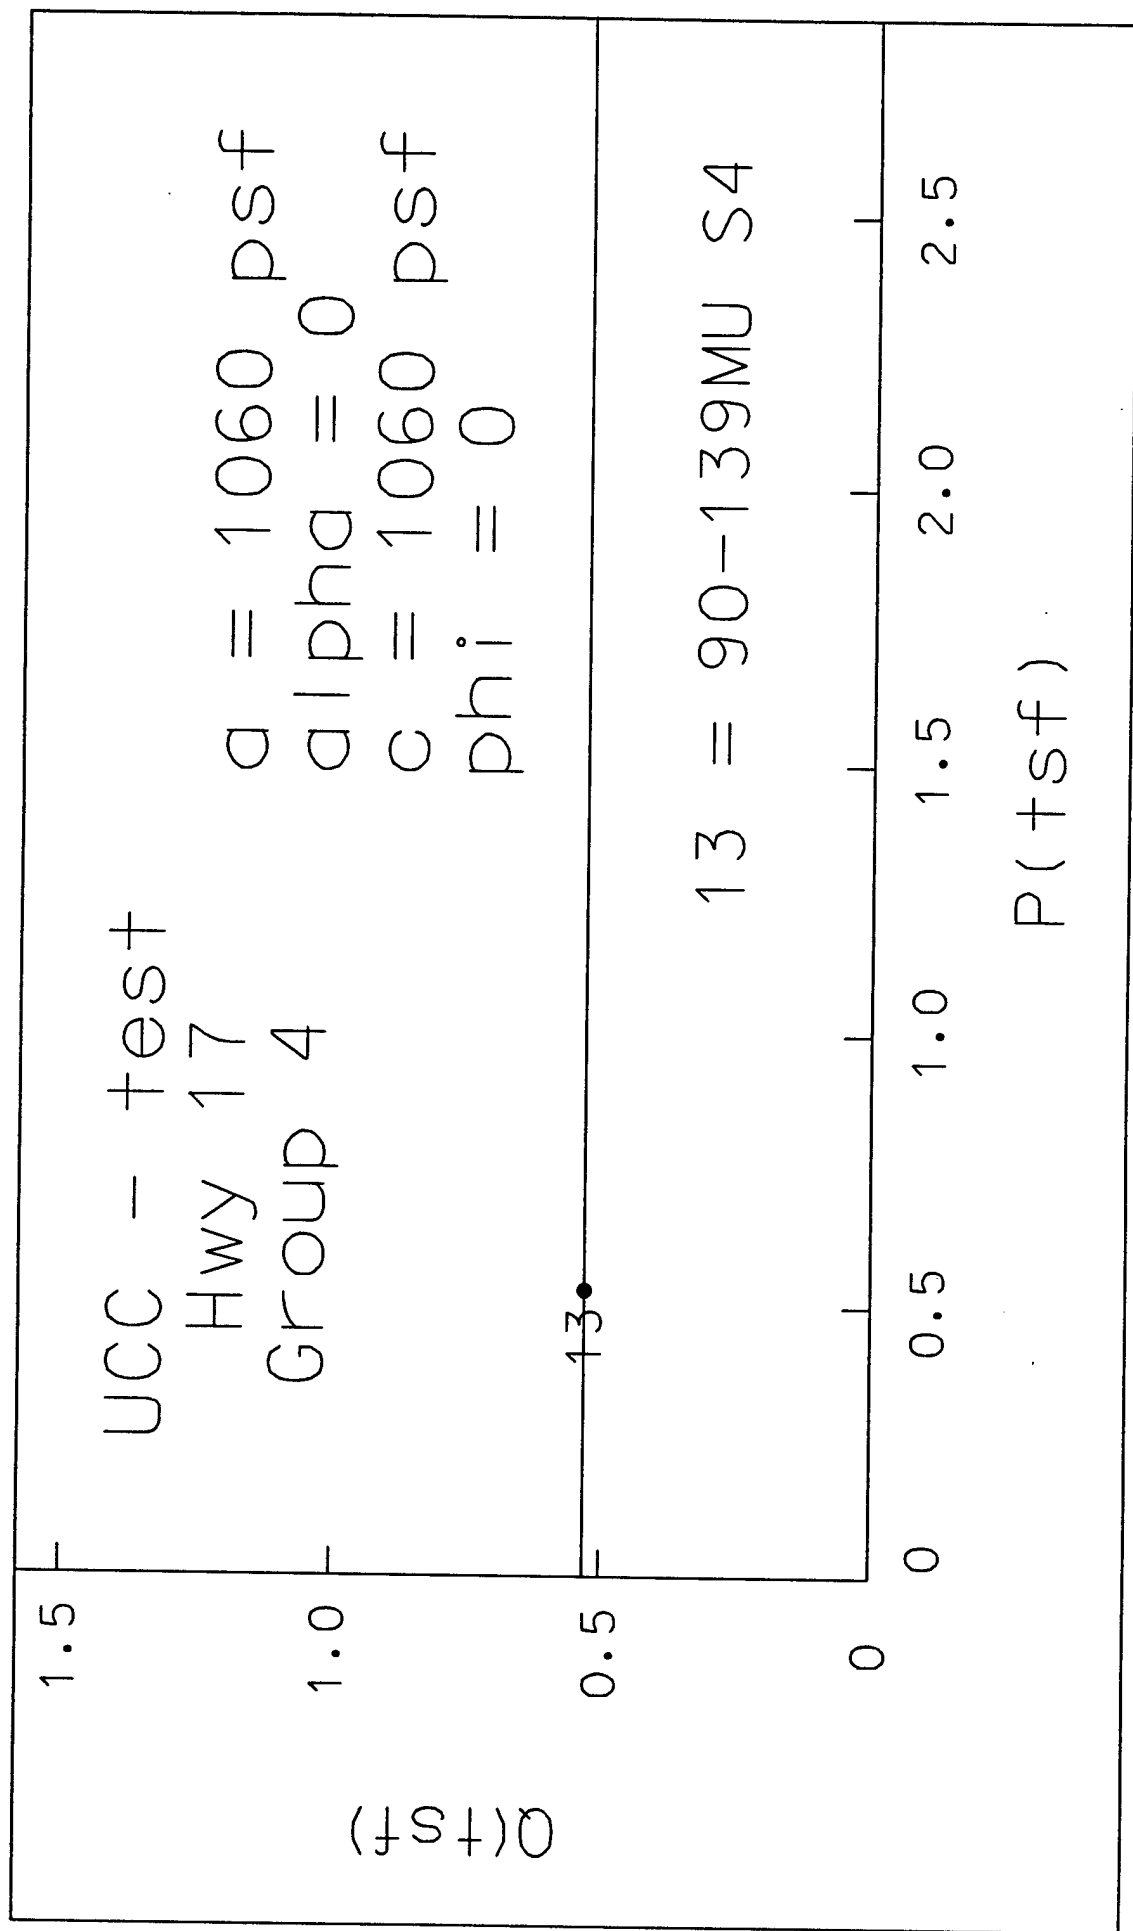 UCC - test
Hwy 17
Group 4
a = 1060 psf
alpha = 0
c = 1060 psf
phi = 0
Q(tsf)
1.5
1.0
0.5
0
13
13 = 90-139MU S4
0 0.5 1.0 1.5 2.0 2.5
P(tsf)